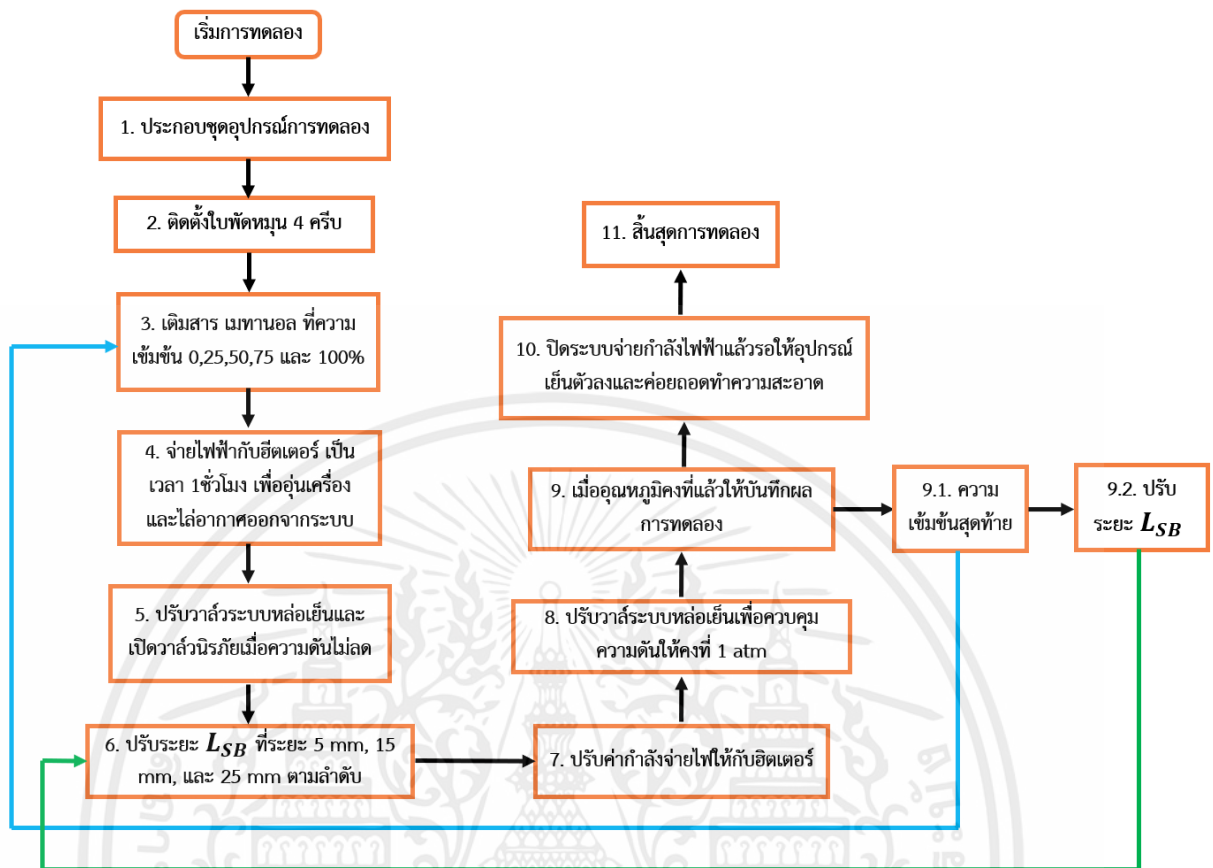 เริ่มการทดลอง
1. ประกอบชุดอุปกรณ์การทดลอง
2. ติดตั้งใบพัดหมุน 4 ครีบ
3. เติมสาร เมทานอล ที่ความ
เข้มข้น 0,25,50,75 และ 100%
4. จ่ายไฟฟ้ากับฮีตเตอร์ เป็น
เวลา 1ชั่วโมง เพื่ออุ่นเครื่อง
และไล่อากาศออกจากระบบ
5. ปรับวาล์วระบบหล่อเย็นและ
เปิดวาล์วนิรภัยเมื่อความดันไม่ลด
6. ปรับระยะ L_SB ที่ระยะ 5 mm, 15
mm, และ 25 mm ตามลำดับ
7. ปรับค่ากำลังจ่ายไฟให้กับฮิตเตอร์
8. ปรับวาล์ระบบหล่อเย็นเพื่อควบคุม
ความดันให้คงที่ 1 atm
9. เมื่ออุณหภูมิคงที่แล้วให้บันทึกผล
การทดลอง
9.1. ความ
เข้มข้นสุดท้าย
9.2. ปรับ
ระยะ L_SB
10. ปิดระบบจ่ายกำลังไฟฟ้าแล้วรอให้อุปกรณ์
เย็นตัวลงและค่อยถอดทำความสะอาด
11. สิ้นสุดการทดลอง